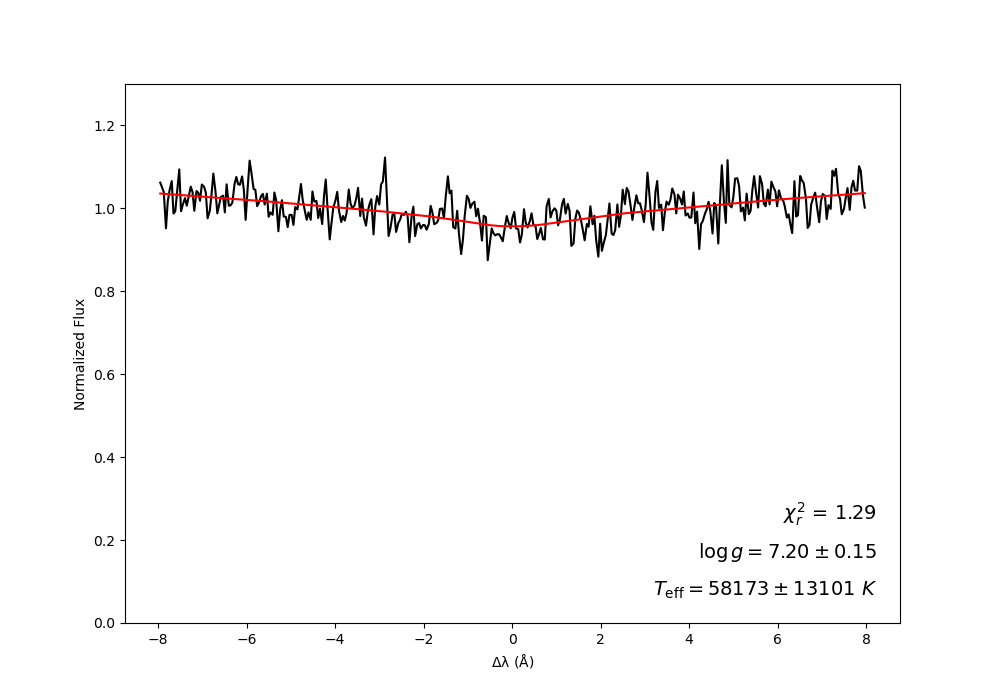 1.2
1.0
0.8
0.6
0.4
0.2
0.0
Normalized Flux
χ²ᵣ = 1.29
log g = 7.20 ± 0.15
T_eff = 58173 ± 13101 K
−8 −6 −4 −2 0 2 4 6 8
Δλ (Å)